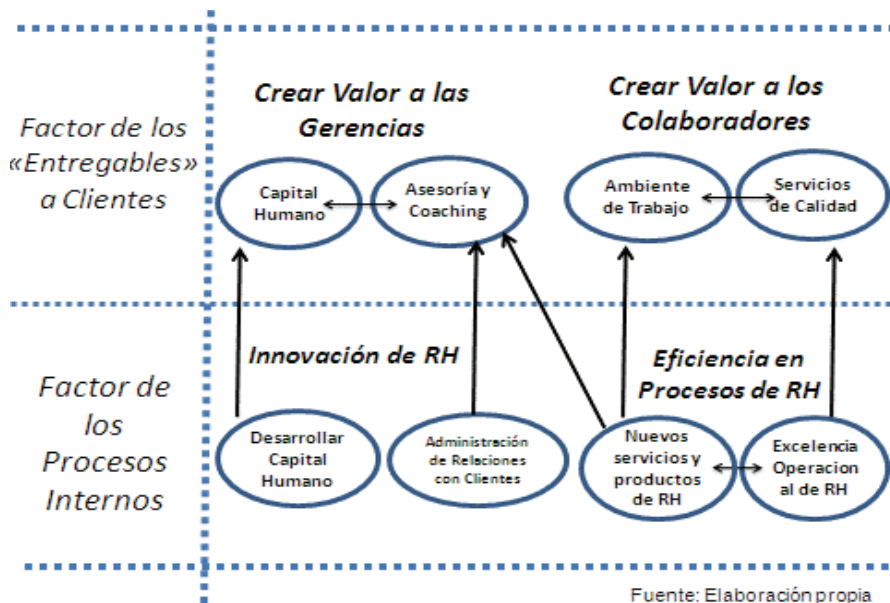 Factor de los
«Entregables»
a Clientes
Crear Valor a las
Gerencias
Crear Valor a los
Colaboradores
Capital
Humano
Asesoría y
Coaching
Ambiente
de Trabajo
Servicios
de Calidad
Factor de
los
Procesos
Internos
Innovación de RH
Eficiencia en
Procesos de RH
Desarrollar
Capital
Humano
Administración
de Relaciones
con Clientes
Nuevos
servicios y
productos
de RH
Excelencia
Operacion
al de RH
Fuente: Elaboración propia